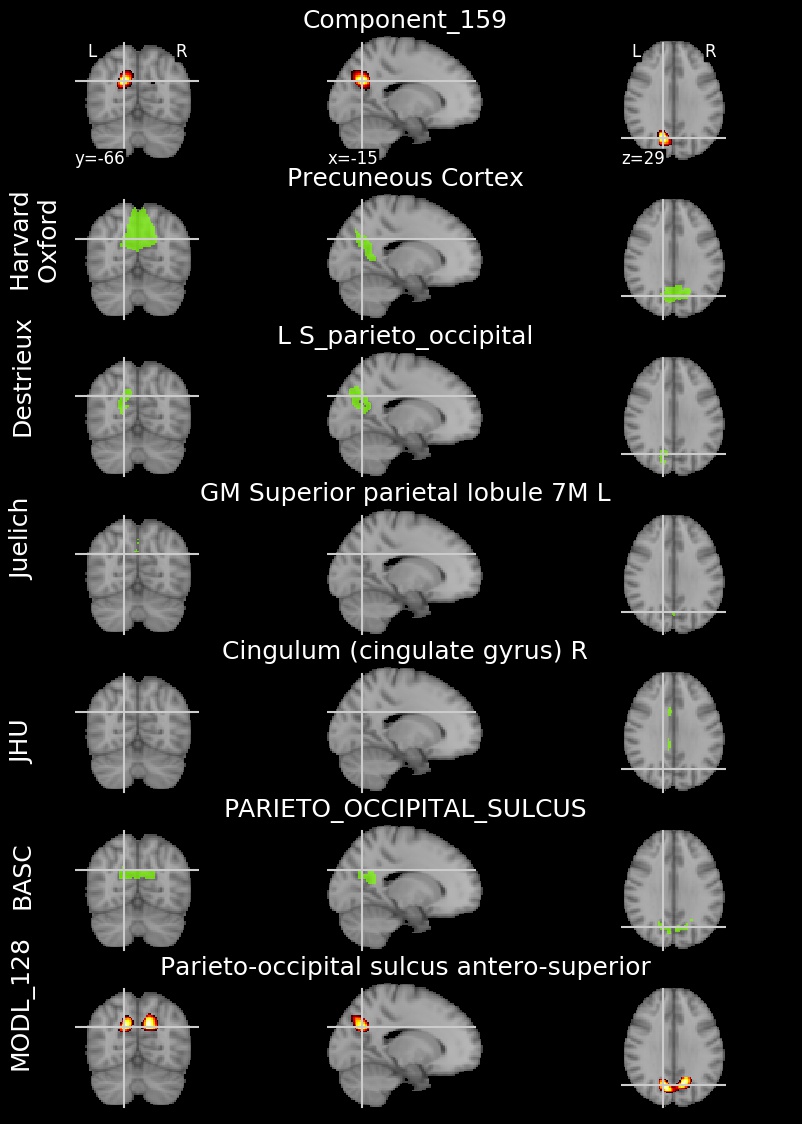 Component_159
L R
L R
y=-66
x=-15
z=29
Precuneous Cortex
Harvard
Oxford
L S_parieto_occipital
Destrieux
GM Superior parietal lobule 7M L
Juelich
Cingulum (cingulate gyrus) R
JHU
PARIETO_OCCIPITAL_SULCUS
BASC
Parieto-occipital sulcus antero-superior
MODL_128